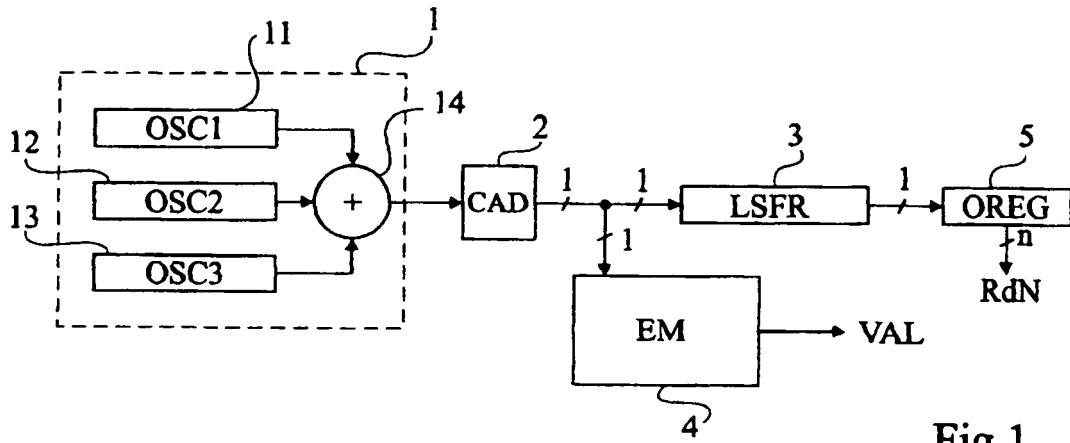 11
1
OSC1
14
12
OSC2
+
2
CAD
1
1
3
LSFR
1
5
OREG
n
RdN
13
OSC3
1
EM
VAL
4
Fig 1